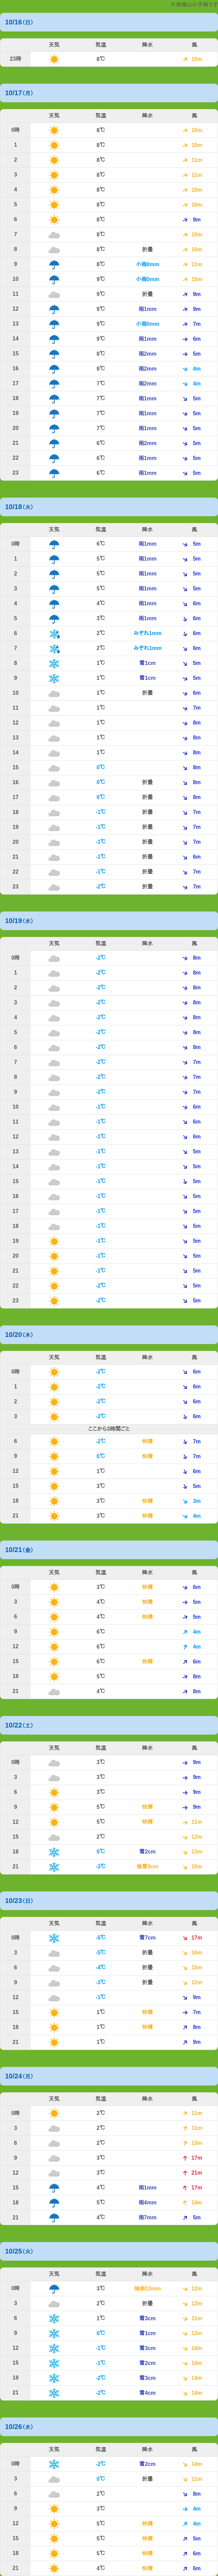 10/16(日)
天気 気温 降水 風
23時 8℃ 10m
10/17(月)
天気 気温 降水 風
0時 8℃ 10m
1 8℃ 10m
2 8℃ 11m
3 8℃ 11m
4 8℃ 10m
5 8℃ 10m
6 8℃ 9m
7 8℃ 10m
8 8℃ 折曇 10m
9 8℃ 小雨0mm 11m
10 9℃ 小雨0mm 10m
11 9℃ 折曇 9m
12 9℃ 雨1mm 9m
13 9℃ 小雨0mm 7m
14 9℃ 雨1mm 6m
15 8℃ 雨2mm 5m
16 8℃ 雨2mm 4m
17 7℃ 雨2mm 4m
18 7℃ 雨1mm 5m
19 7℃ 雨1mm 5m
20 7℃ 雨1mm 5m
21 6℃ 雨2mm 5m
22 6℃ 雨1mm 5m
23 6℃ 雨1mm 5m
10/18(火)
天気 気温 降水 風
0時 6℃ 雨1mm 5m
1 5℃ 雨1mm 5m
2 5℃ 雨1mm 5m
3 5℃ 雨1mm 5m
4 4℃ 雨1mm 6m
5 3℃ 雨1mm 6m
6 2℃ みぞれ1mm 6m
7 2℃ みぞれ1mm 6m
8 1℃ 雪1cm 5m
9 1℃ 雪1cm 5m
10 1℃ 折曇 6m
11 1℃ 7m
12 1℃ 8m
13 1℃ 8m
14 1℃ 8m
15 0℃ 8m
16 0℃ 折曇 8m
17 0℃ 折曇 8m
18 -1℃ 折曇 7m
19 -1℃ 折曇 7m
20 -1℃ 折曇 7m
21 -1℃ 折曇 6m
22 -1℃ 折曇 7m
23 -2℃ 折曇 7m
10/19(水)
天気 気温 降水 風
0時 -2℃ 8m
1 -2℃ 8m
2 -2℃ 8m
3 -2℃ 8m
4 -2℃ 8m
5 -2℃ 8m
6 -2℃ 8m
7 -2℃ 7m
8 -2℃ 7m
9 -2℃ 7m
10 -1℃ 6m
11 -1℃ 6m
12 -1℃ 6m
13 -1℃ 5m
14 -1℃ 5m
15 -1℃ 5m
16 -1℃ 5m
17 -1℃ 5m
18 -1℃ 5m
19 -1℃ 5m
20 -1℃ 5m
21 -1℃ 5m
22 -2℃ 5m
23 -2℃ 5m
10/20(木)
天気 気温 降水 風
0時 -2℃ 6m
1 -2℃ 6m
2 -2℃ 6m
3 -2℃ 6m
ここから3時間ごと
6 -2℃ 快晴 7m
9 0℃ 快晴 7m
12 1℃ 6m
15 3℃ 5m
18 3℃ 快晴 3m
21 3℃ 快晴 4m
10/21(金)
天気 気温 降水 風
0時 3℃ 快晴 6m
3 4℃ 快晴 5m
6 4℃ 快晴 5m
9 6℃ 4m
12 6℃ 4m
15 6℃ 快晴 6m
18 5℃ 8m
21 4℃ 8m
10/22(土)
天気 気温 降水 風
0時 3℃ 9m
3 3℃ 9m
6 3℃ 9m
9 5℃ 快晴 9m
12 5℃ 快晴 11m
15 2℃ 12m
18 0℃ 雪2cm 13m
21 -3℃ 強雪9cm 15m
10/23(日)
天気 気温 降水 風
0時 -5℃ 雪7cm 17m
3 -5℃ 折曇 16m
6 -4℃ 折曇 15m
9 -3℃ 折曇 12m
12 -1℃ 9m
15 1℃ 快晴 7m
18 1℃ 快晴 8m
21 1℃ 9m
10/24(月)
天気 気温 降水 風
0時 2℃ 11m
3 2℃ 11m
6 2℃ 13m
9 3℃ 17m
12 3℃ 21m
15 4℃ 雨1mm 17m
18 5℃ 雨4mm 14m
21 4℃ 雨7mm 5m
10/25(火)
天気 気温 降水 風
0時 3℃ 強雨13mm 12m
3 2℃ 折曇 12m
6 1℃ 雪3cm 11m
9 0℃ 雪1cm 13m
12 -1℃ 雪3cm 14m
15 -1℃ 雪2cm 14m
18 -2℃ 雪3cm 14m
21 -2℃ 雪4cm 14m
10/26(水)
天気 気温 降水 風
0時 -2℃ 雪2cm 14m
3 0℃ 折曇 11m
6 2℃ 8m
9 3℃ 4m
12 4℃ 快晴 4m
15 5℃ 快晴 5m
18 5℃ 快晴 6m
21 4℃ 快晴 6m